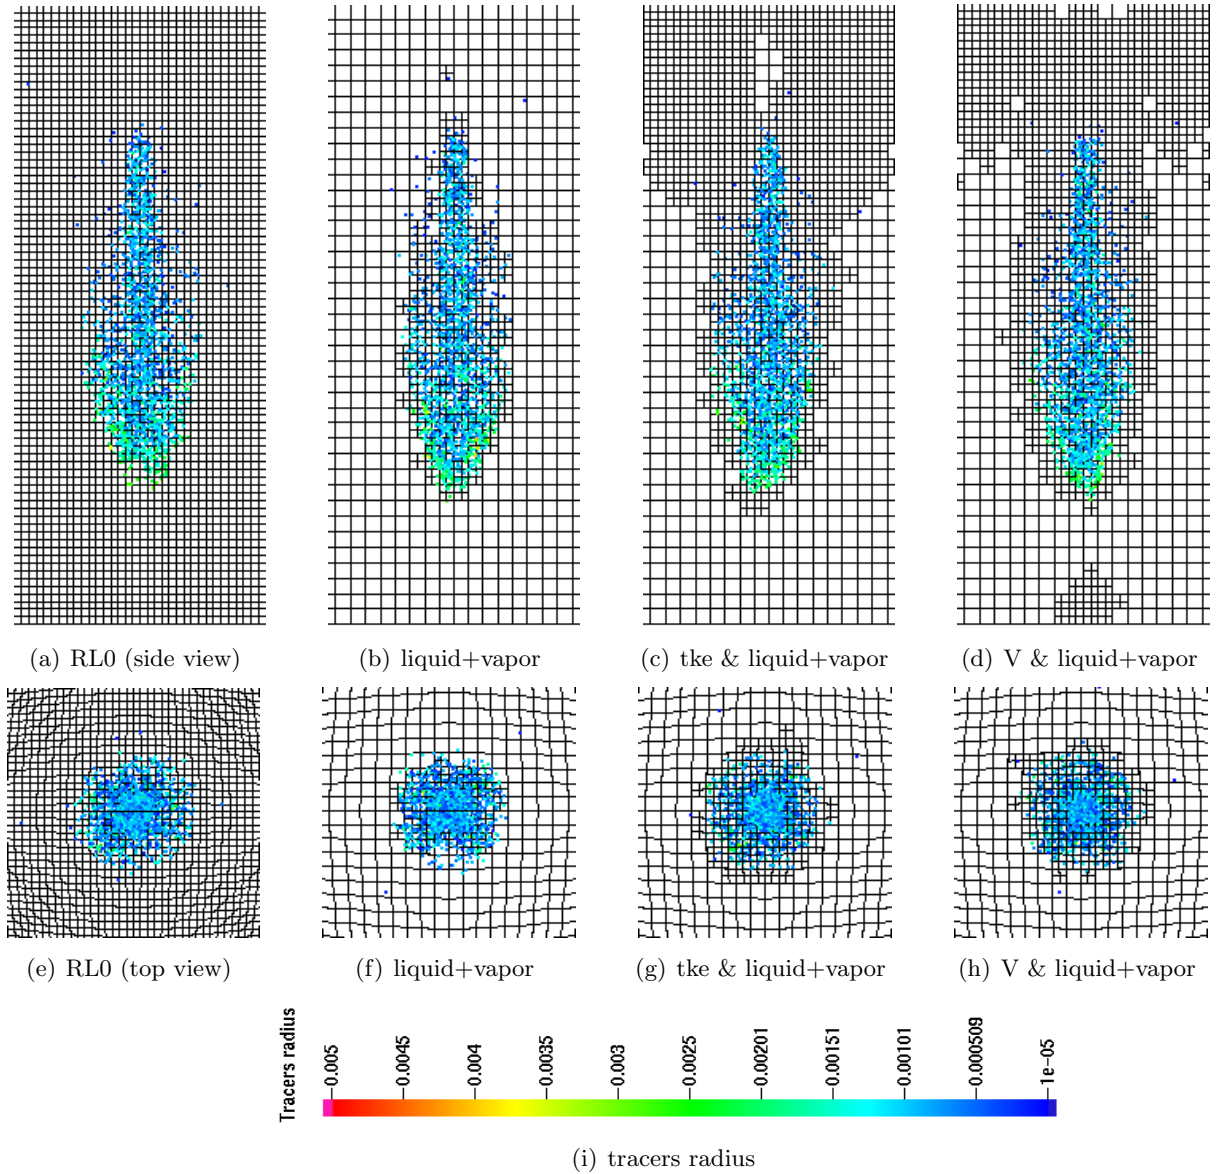 (a) RL0 (side view)
(b) liquid+vapor
(c) tke & liquid+vapor
(d) V & liquid+vapor
(e) RL0 (top view)
(f) liquid+vapor
(g) tke & liquid+vapor
(h) V & liquid+vapor
Tracers radius
0.005
0.0045
0.004
0.0035
0.003
0.0025
0.00201
0.00151
0.00101
0.000509
1e-05
(i) tracers radius